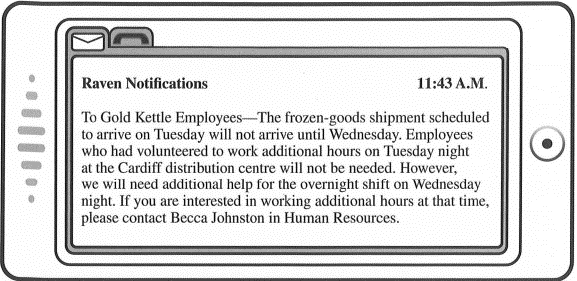 Raven Notifications 11:43 A.M.
To Gold Kettle Employees—The frozen-goods shipment scheduled
to arrive on Tuesday will not arrive until Wednesday. Employees
who had volunteered to work additional hours on Tuesday night
at the Cardiff distribution centre will not be needed. However,
we will need additional help for the overnight shift on Wednesday
night. If you are interested in working additional hours at that time,
please contact Becca Johnston in Human Resources.